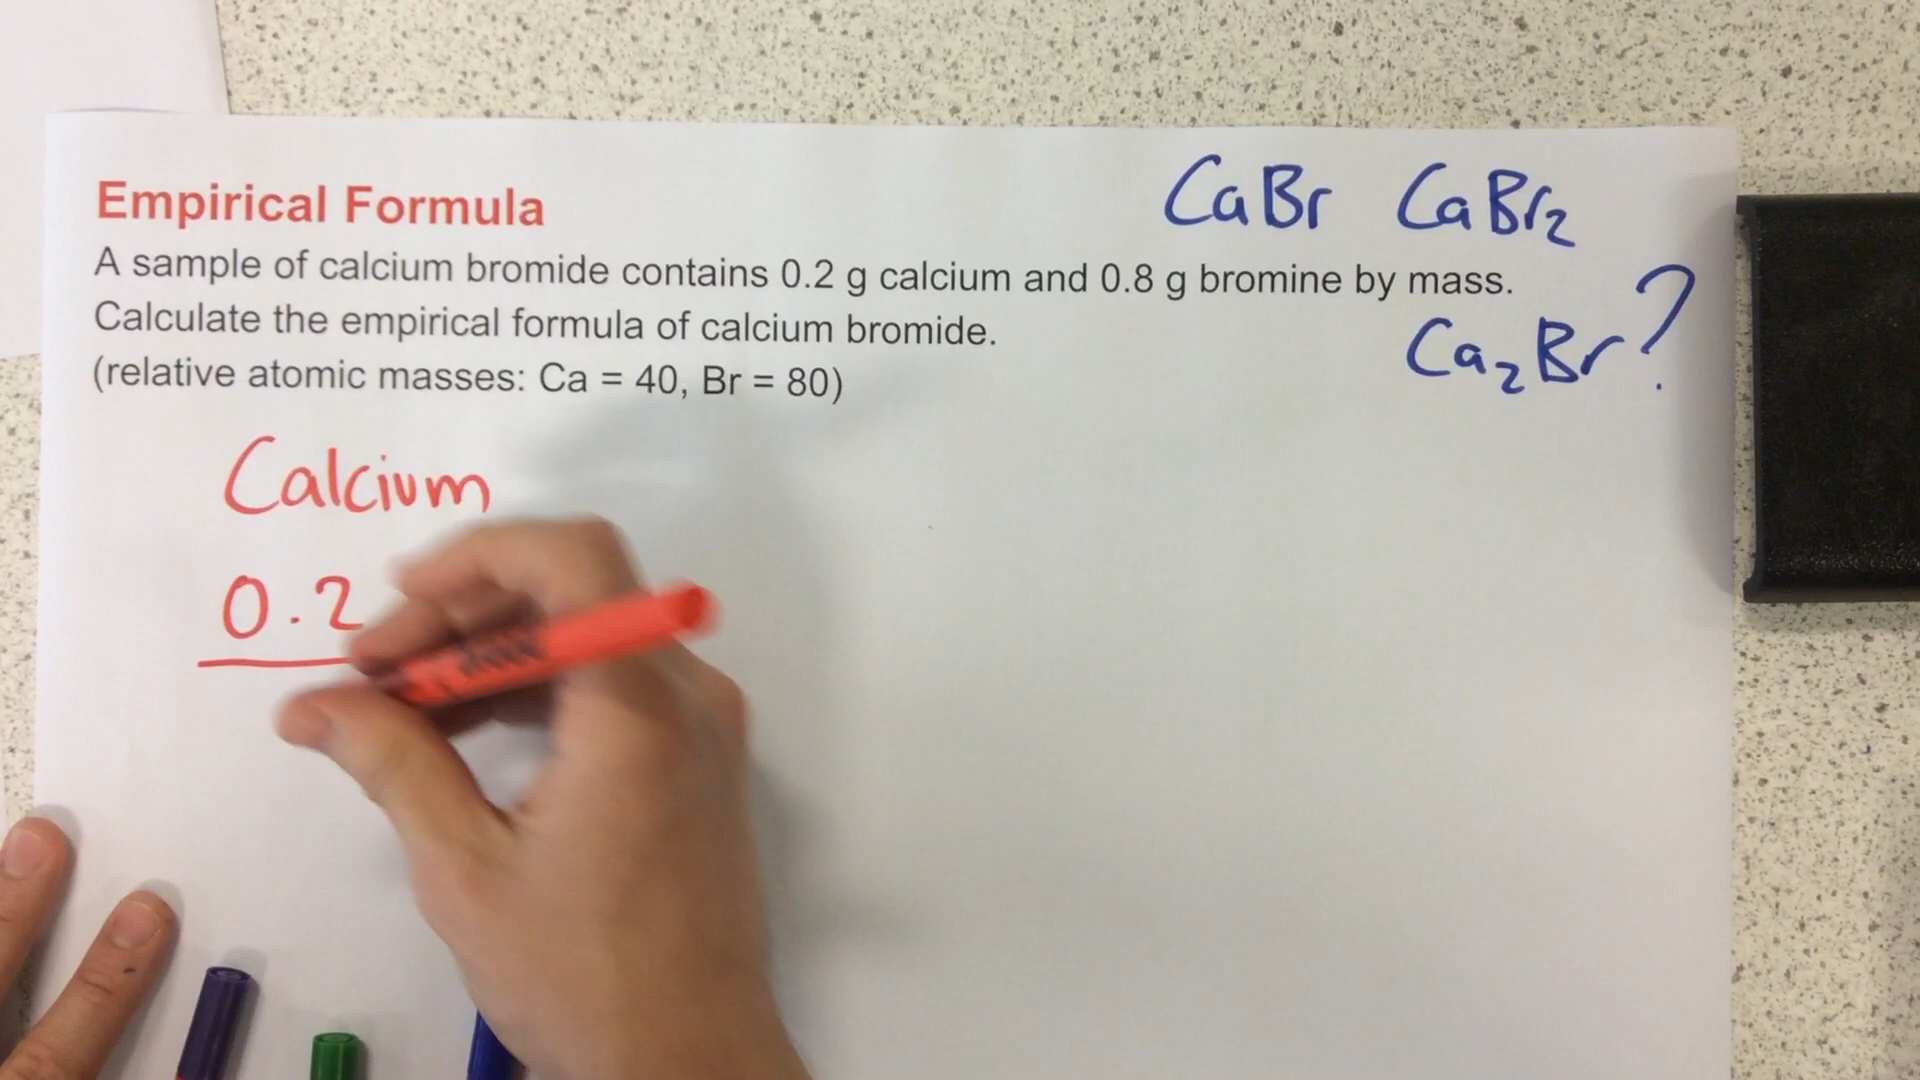 Empirical Formula
CaBr CaBr₂
A sample of calcium bromide contains 0.2 g calcium and 0.8 g bromine by mass.
Calculate the empirical formula of calcium bromide.
Ca₂Br?
(relative atomic masses: Ca = 40, Br = 80)
Calcium
0.2